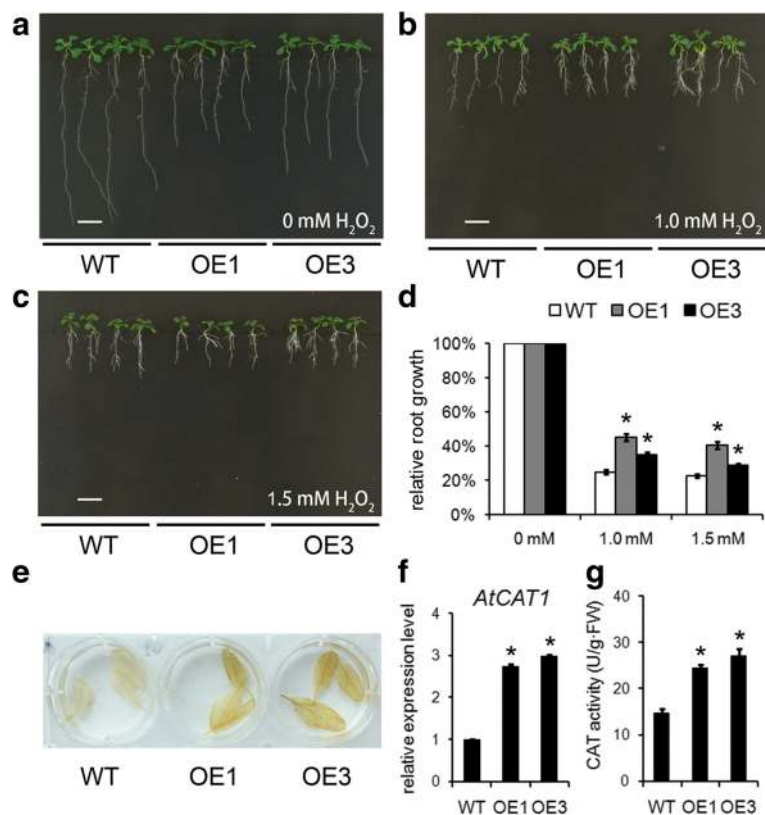 a
0 mM H₂O₂
WT OE1 OE3
b
1.0 mM H₂O₂
WT OE1 OE3
c
1.5 mM H₂O₂
WT OE1 OE3
d
WT OE1 OE3
relative root growth
100%
80%
60%
40%
20%
0%
* * * *
0 mM 1.0 mM 1.5 mM
e
WT OE1 OE3
f
AtCAT1
relative expression level
4
3
2
1
0
* *
WT OE1 OE3
g
CAT activity (U/g·FW)
40
30
20
10
0
* *
WT OE1 OE3